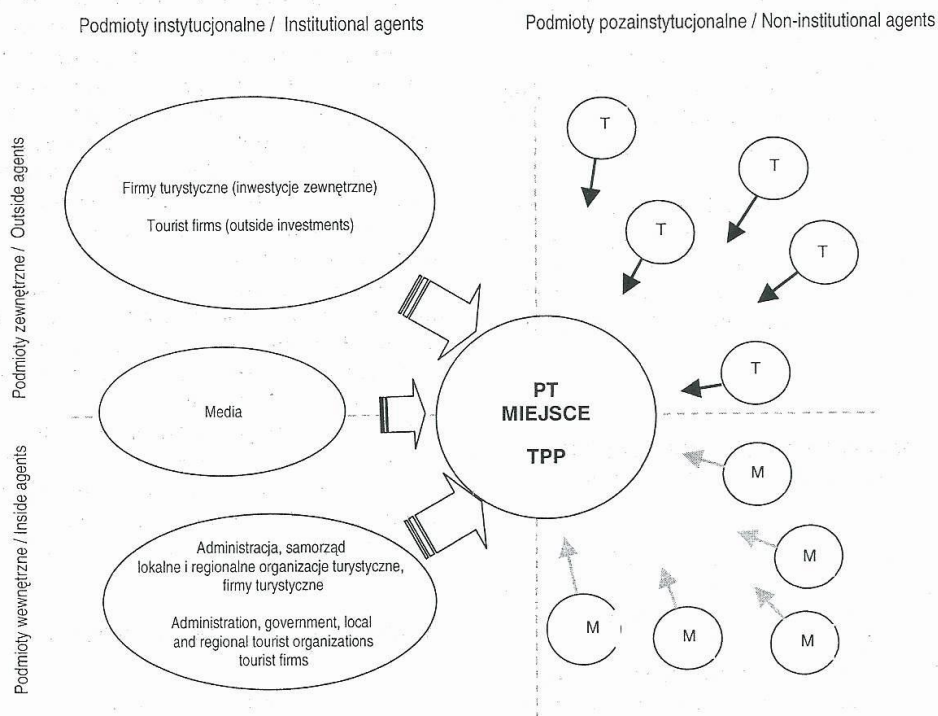 Podmioty instytucjonalne / Institutional agents
Podmioty pozainstytucjonalne / Non-institutional agents
Podmioty zewnętrzne / Outside agents
Firmy turystyczne (inwestycje zewnętrzne)
Tourist firms (outside investments)
T
T
T
T
T
Media
PT
MIEJSCE
TPP
Podmioty wewnętrzne / Inside agents
Administracja, samorząd
lokalne i regionalne organizacje turystyczne,
firmy turystyczne
Administration, government, local
and regional tourist organizations
tourist firms
M
M
M
M
M